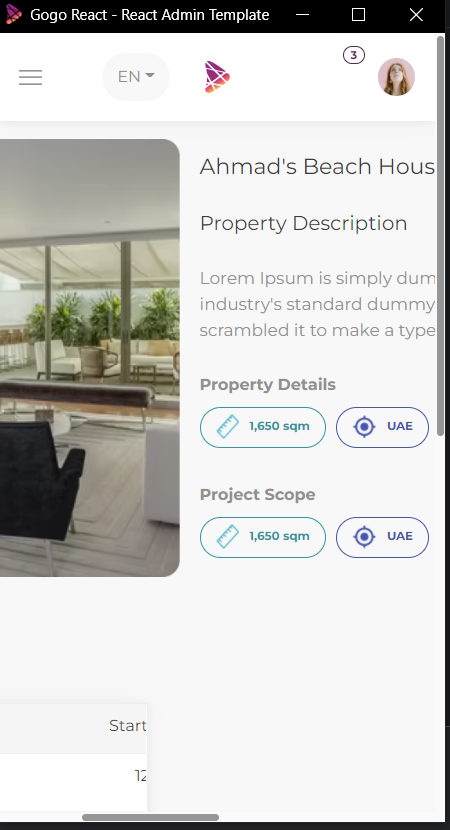 Gogo React - React Admin Template
EN
3
Ahmad's Beach Hous
Property Description
Lorem Ipsum is simply dum
industry's standard dummy
scrambled it to make a type
Property Details
1,650 sqm
UAE
Project Scope
1,650 sqm
UAE
Start
12